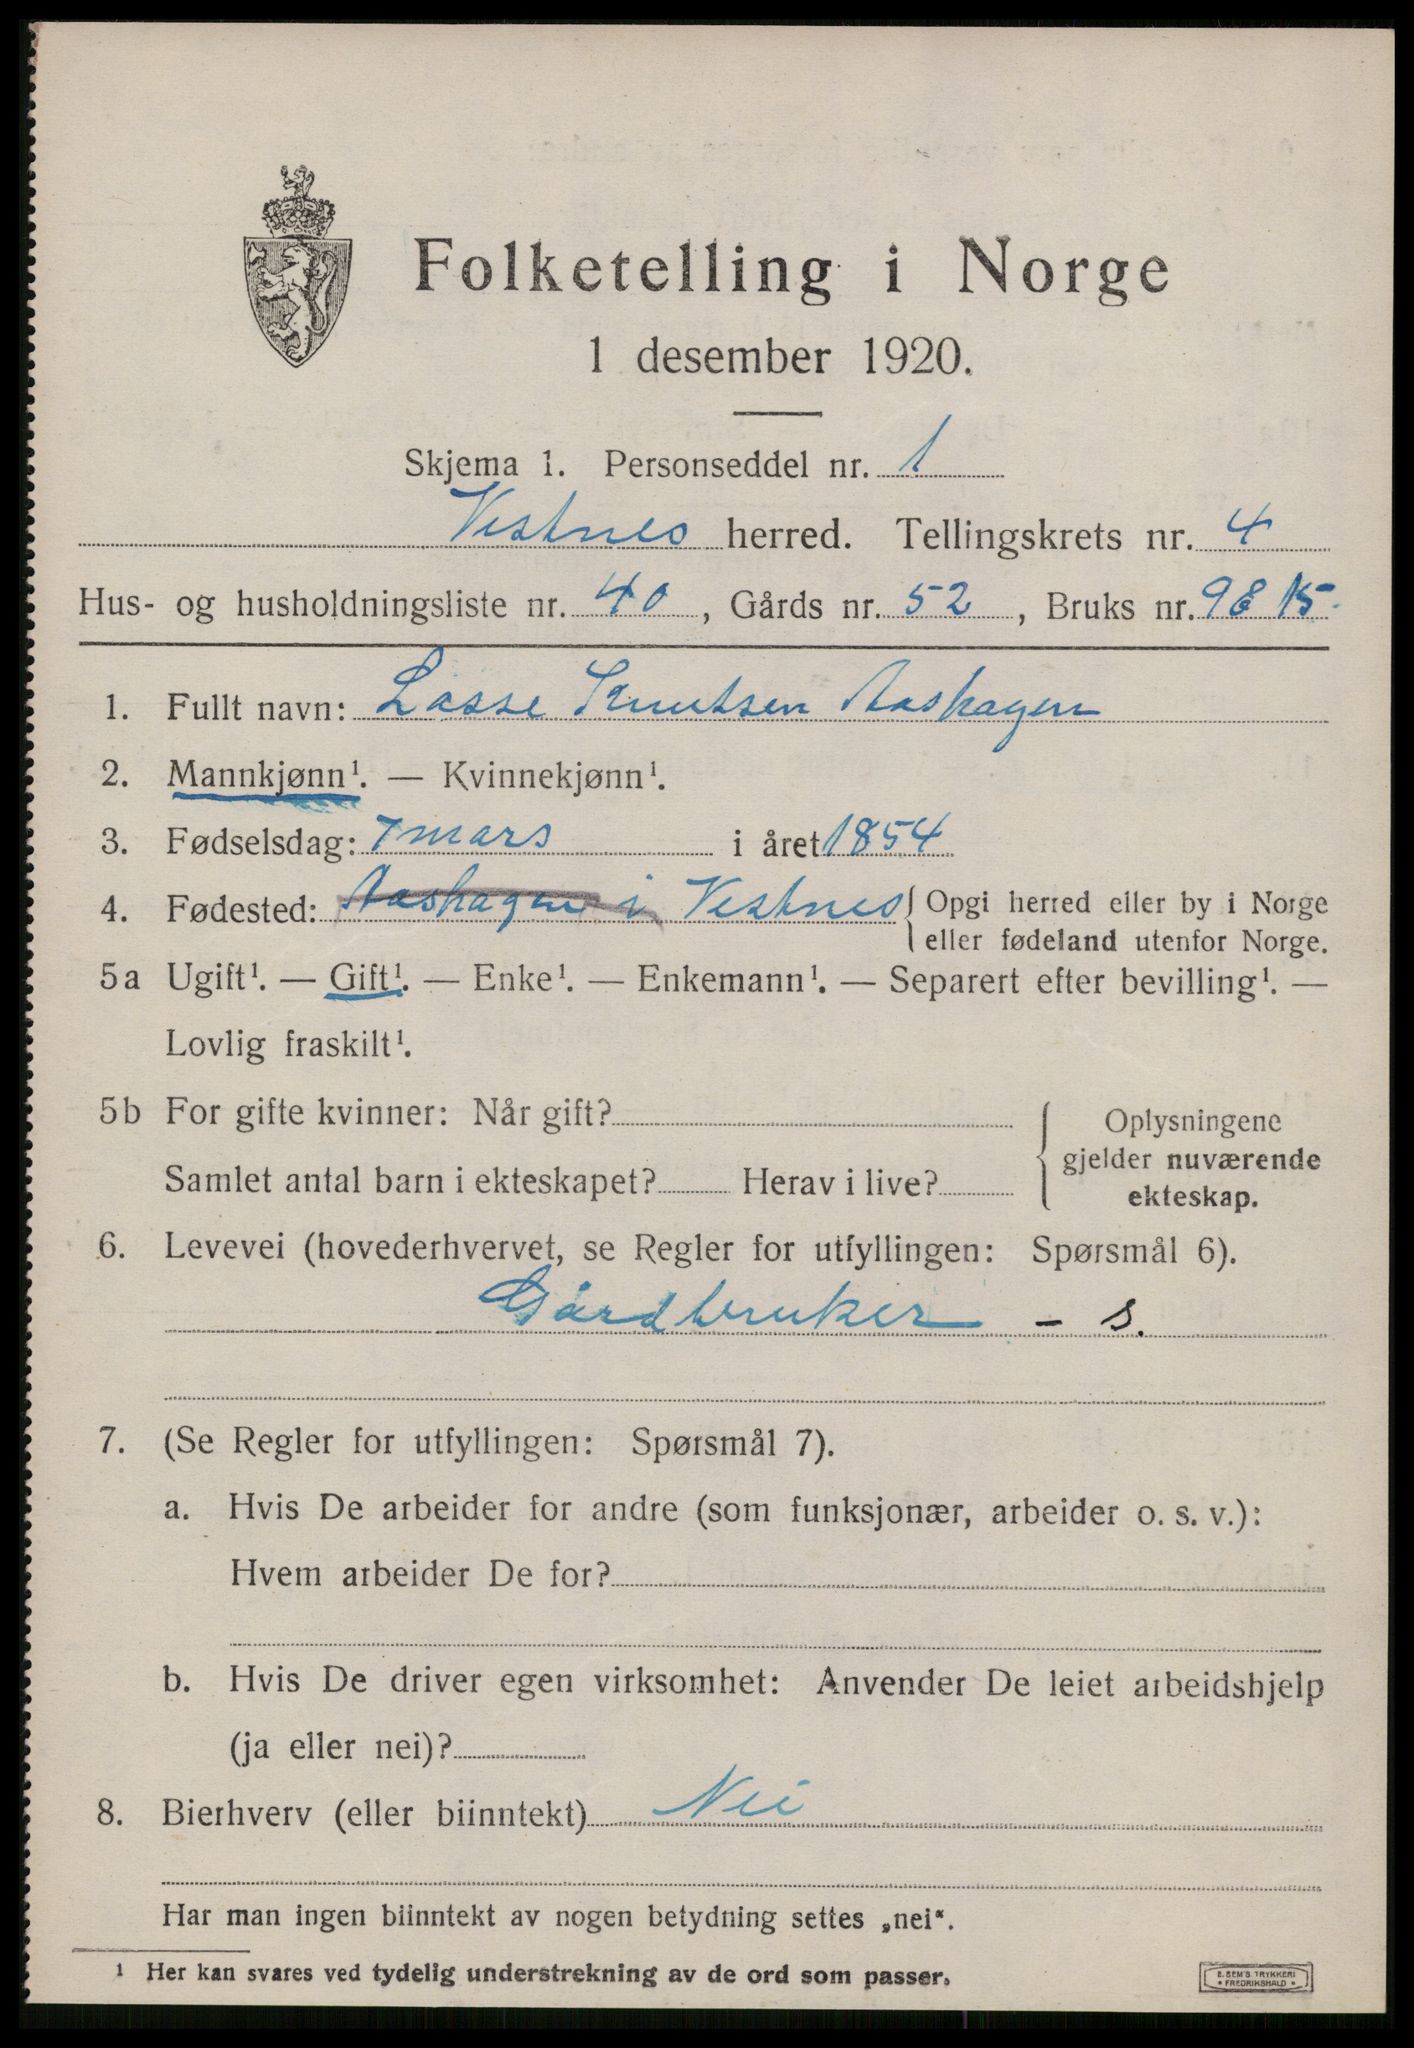 Folketelling i Norge
1 desember 1920.
Skjema 1. Personseddel nr. 1
Vestnes herred. Tellingskrets nr. 4
Hus- og husholdningsliste nr. 40, Gårds nr. 52, Bruks nr. 9&15
1. Fullt navn: Lasse Knutsen Aashagen
2. Mannkjønn¹. — Kvinnekjønn¹.
3. Fødselsdag: 7 mars i året 1854
4. Fødested: Aashagen i Vestnes { Opgi herred eller by i Norge
eller fødeland utenfor Norge.
5a Ugift¹. — Gift¹. — Enke¹. — Enkemann¹. — Separert efter bevilling¹. —
Lovlig fraskilt¹.
5b For gifte kvinner: Når gift?
Samlet antal barn i ekteskapet? Herav i live?
Oplysningene
gjelder nuværende
ekteskap.
6. Levevei (hovederhvervet, se Regler for utfyllingen: Spørsmål 6).
Gårdbruker - s.
7. (Se Regler for utfyllingen: Spørsmål 7).
a. Hvis De arbeider for andre (som funksjonær, arbeider o. s. v.):
Hvem arbeider De for?
b. Hvis De driver egen virksomhet: Anvender De leiet arbeidshjelp
(ja eller nei)?
8. Bierhverv (eller biinntekt) Nei
Har man ingen biinntekt av nogen betydning settes „nei“.
¹ Her kan svares ved tydelig understrekning av de ord som passer.
E. SEM'S TRYKKERI
• FREDRIKSHALD •